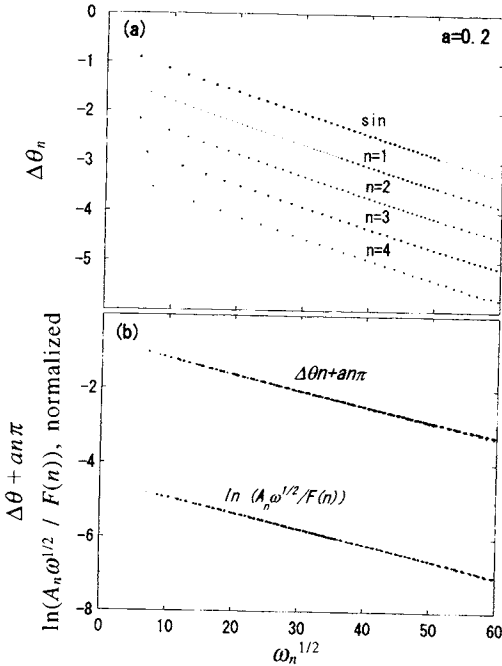 (a)
a=0.2
0
-1
-2
-3
-4
-5
Δθn
sin
n=1
n=2
n=3
n=4
(b)
-2
-4
-6
-8
Δθ + anπ
ln(Anω1/2 / F(n)), normalized
Δθn+anπ
ln (Anω1/2/F(n))
0 10 20 30 40 50 60
ωn1/2